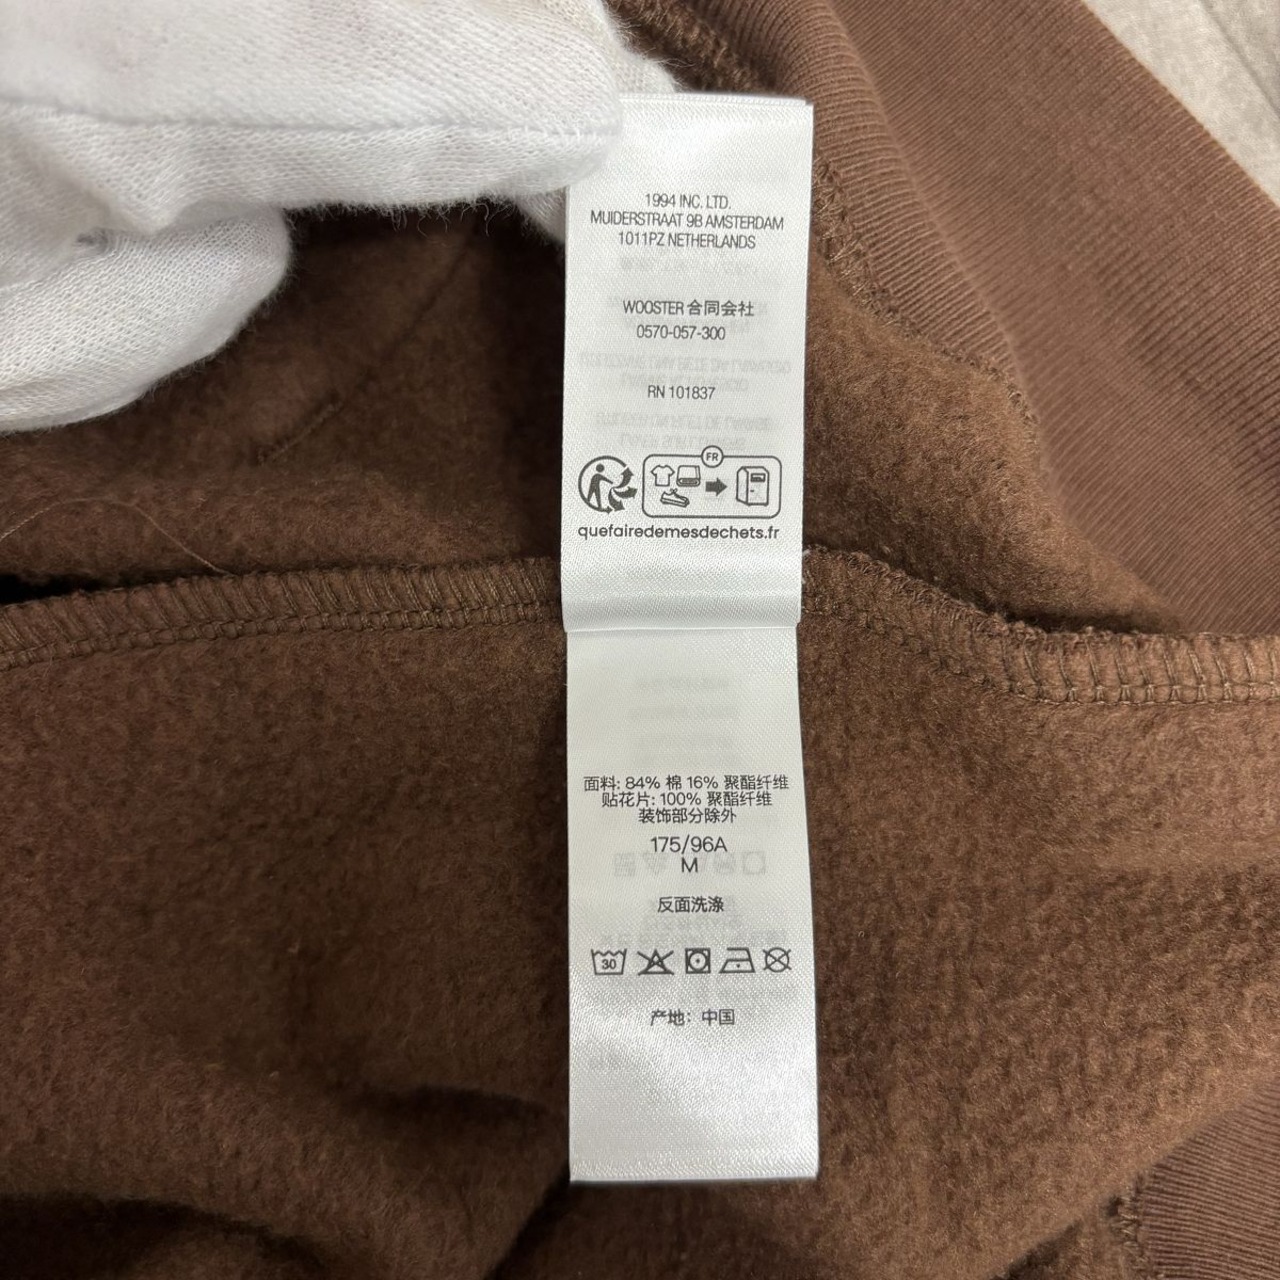 1994 INC. LTD.
MUIDERSTRAAT 9B AMSTERDAM
1011PZ NETHERLANDS
WOOSTER 合同会社
0570-057-300
RN 101837
FR
quefairedemesdechets.fr
面料: 84% 棉 16% 聚酯纤维
贴花片: 100% 聚酯纤维
装饰部分除外
175/96A
M
反面洗涤
30
产地: 中国